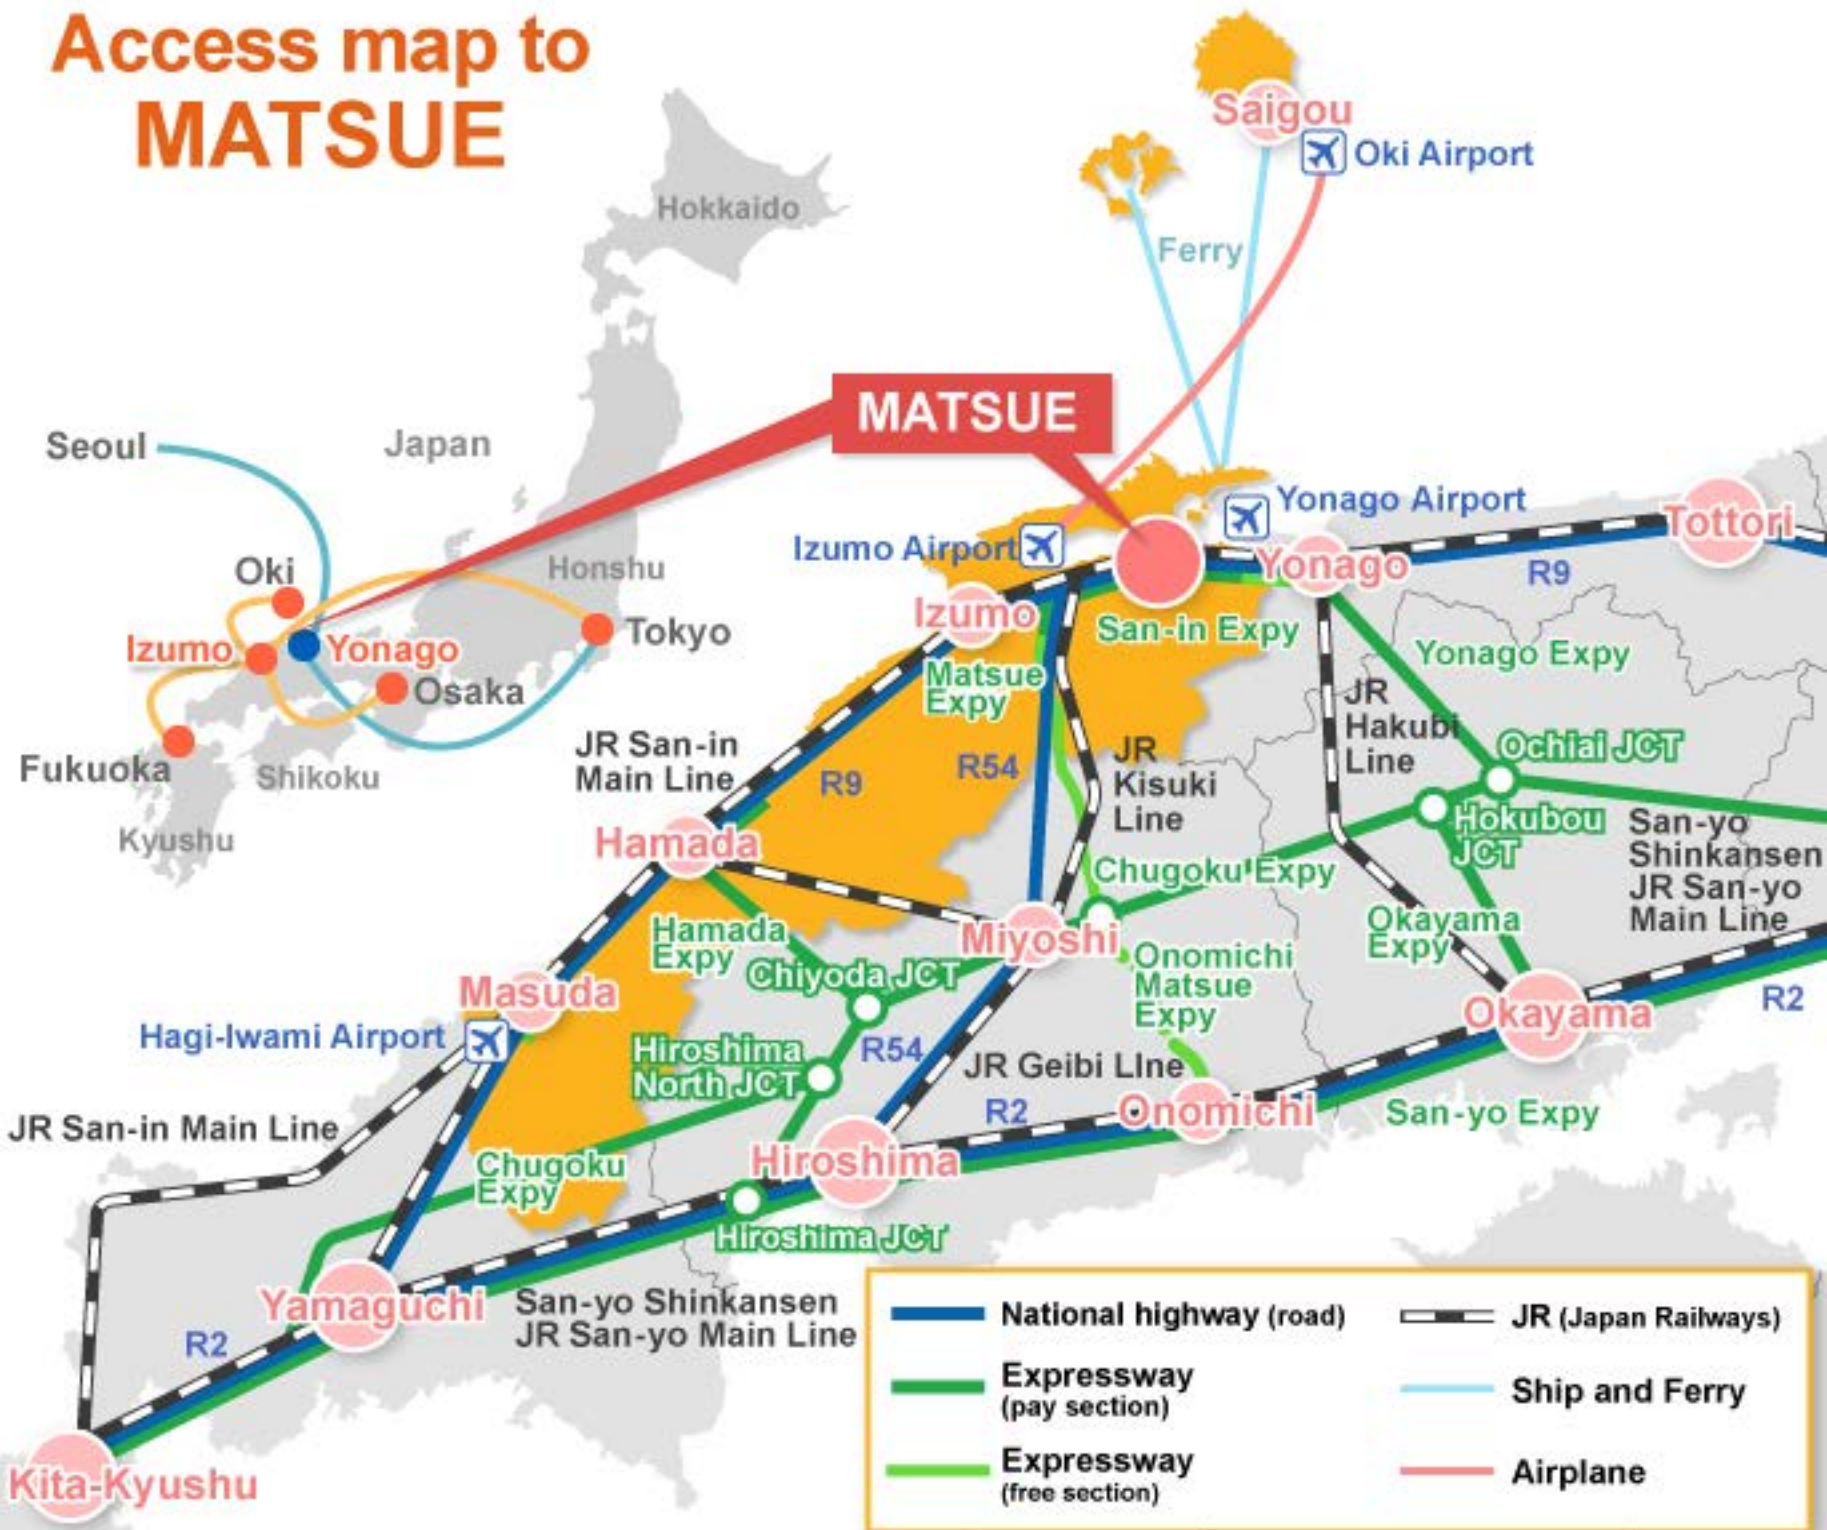 Access map to
MATSUE
Hokkaido
Saigou
Oki Airport
Ferry
MATSUE
Seoul
Japan
Honshu
Oki
Izumo
Yonago
Tokyo
Osaka
Fukuoka
Shikoku
Kyushu
Izumo Airport
Yonago Airport
Tottori
Izumo
Yonago
R9
San-in Expy
Matsue
Expy
Yonago Expy
JR San-in
Main Line
R9
R54
JR
Kisuki
Line
JR
Hakubi
Line
Ochiai JCT
Hokubou
JCT
San-yo
Shinkansen
JR San-yo
Main Line
Hamada
Chugoku Expy
Hamada
Expy
Chiyoda JCT
Miyoshi
Onomichi
Matsue
Expy
Okayama
Expy
Masuda
Okayama
R2
Hagi-Iwami Airport
Hiroshima
North JCT
R54
JR Geibi LIne
R2
Onomichi
San-yo Expy
JR San-in Main Line
Chugoku
Expy
Hiroshima
Hiroshima JCT
Yamaguchi
San-yo Shinkansen
JR San-yo Main Line
R2
Kita-Kyushu
National highway (road)
Expressway
(pay section)
Expressway
(free section)
JR (Japan Railways)
Ship and Ferry
Airplane